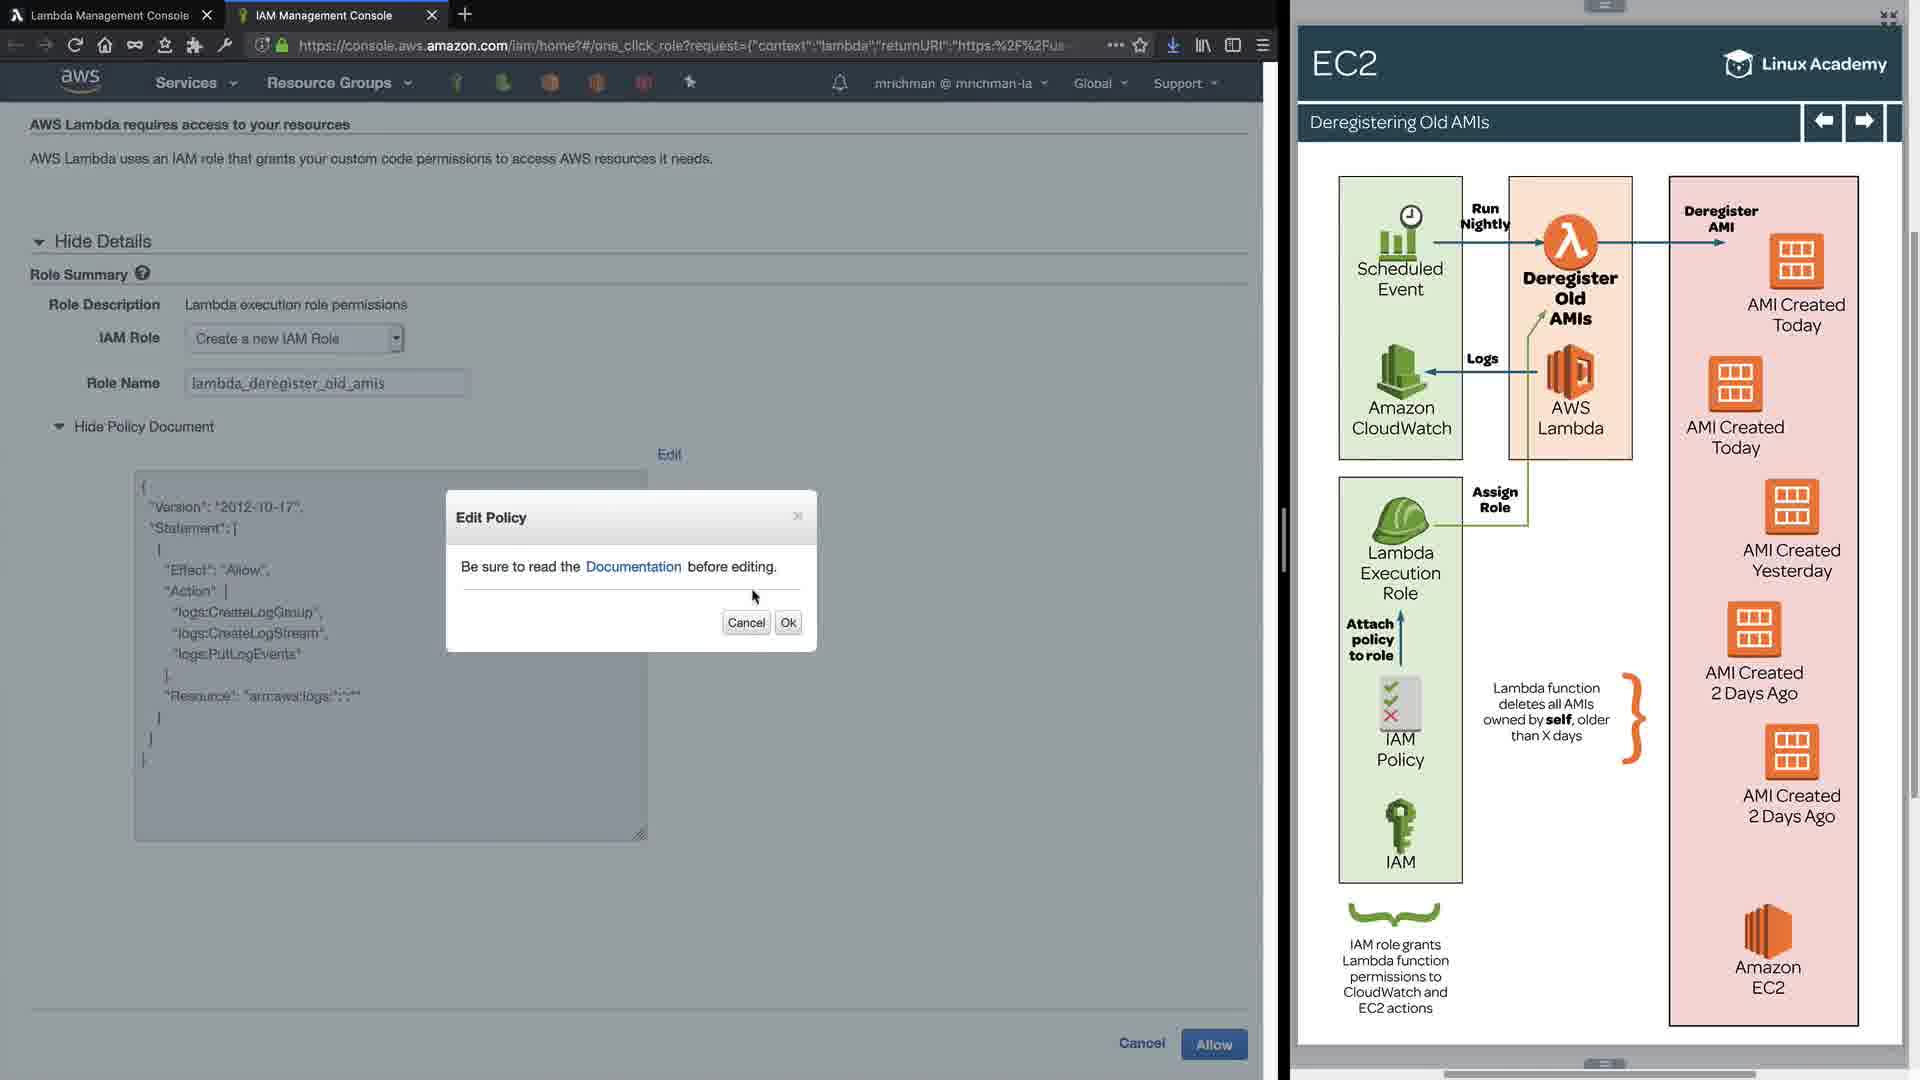 Lambda Management Console
IAM Management Console
https://console.aws.amazon.com/iam/home?#/one_click_role?request={"context":"lambda","returnURI":"https:%2F%2Fus-
aws
Services
Resource Groups
mrichman @ mrichman-la
Global
Support
AWS Lambda requires access to your resources
AWS Lambda uses an IAM role that grants your custom code permissions to access AWS resources it needs.
Hide Details
Role Summary ?
Role Description Lambda execution role permissions
IAM Role Create a new IAM Role
Role Name lambda_deregister_old_amis
Hide Policy Document
Edit
{
"Version": "2012-10-17",
"Statement": [
{
"Effect": "Allow",
"Action": [
"logs:CreateLogGroup",
"logs:CreateLogStream",
"logs:PutLogEvents"
],
"Resource": "arn:aws:logs:*:*:*"
}
]
}
Edit Policy
Be sure to read the Documentation before editing.
Cancel
Ok
Cancel
Allow
EC2
Linux Academy
Deregistering Old AMIs
Scheduled
Event
Run
Nightly
Deregister
Old
AMIs
Deregister
AMI
AMI Created
Today
Amazon
CloudWatch
Logs
AWS
Lambda
AMI Created
Today
Lambda
Execution
Role
Assign
Role
AMI Created
Yesterday
Attach
policy
to role
IAM
Policy
Lambda function
deletes all AMIs
owned by self, older
than X days
AMI Created
2 Days Ago
AMI Created
2 Days Ago
IAM
IAM role grants
Lambda function
permissions to
CloudWatch and
EC2 actions
Amazon
EC2